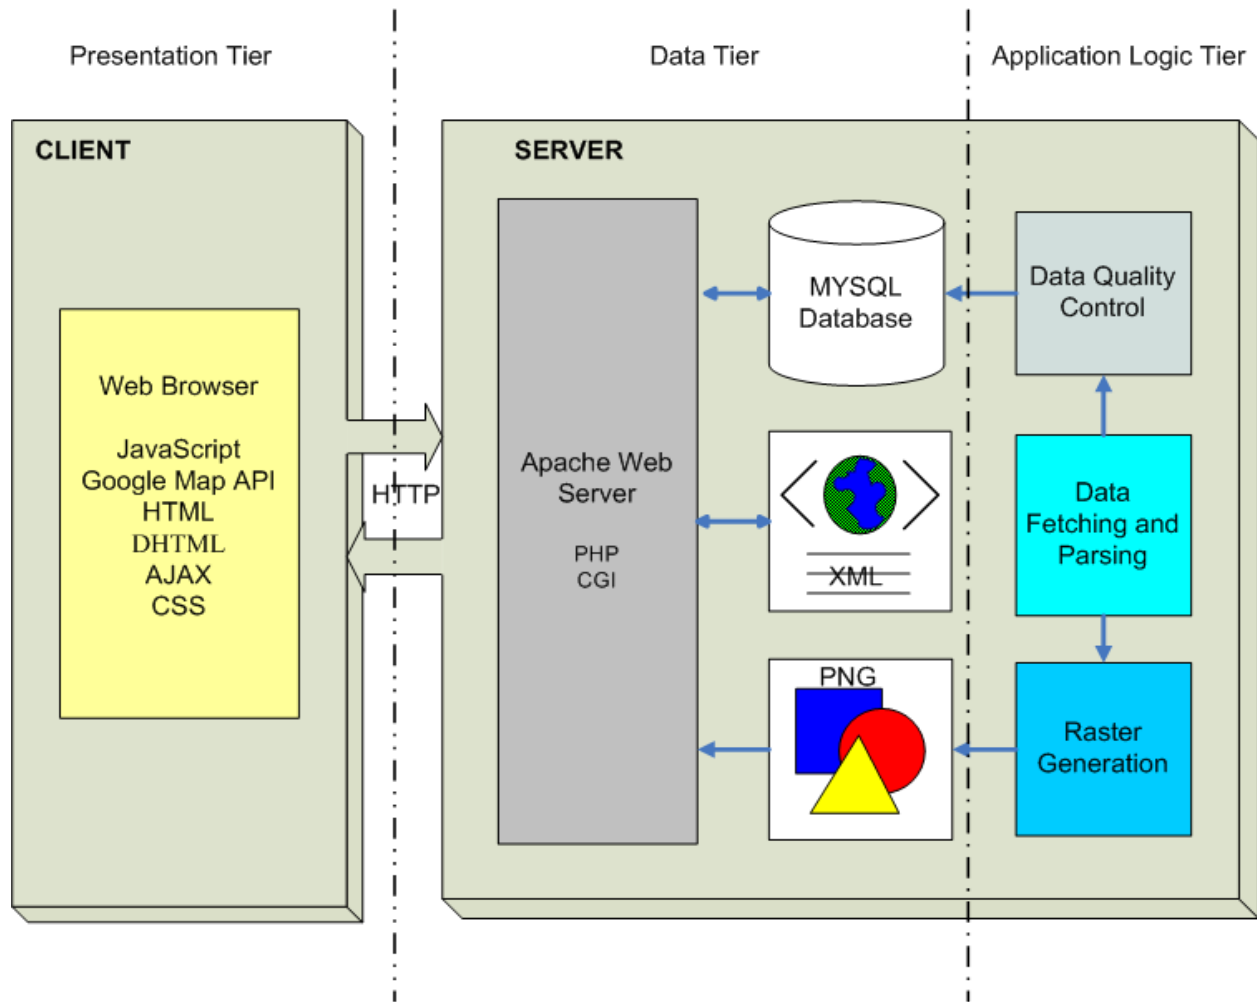 Presentation Tier
Data Tier
Application Logic Tier
CLIENT
Web Browser
JavaScript
Google Map API
HTML
DHTML
AJAX
CSS
HTTP
SERVER
Apache Web
Server
PHP
CGI
MYSQL
Database
XML
PNG
Data Quality
Control
Data
Fetching and
Parsing
Raster
Generation